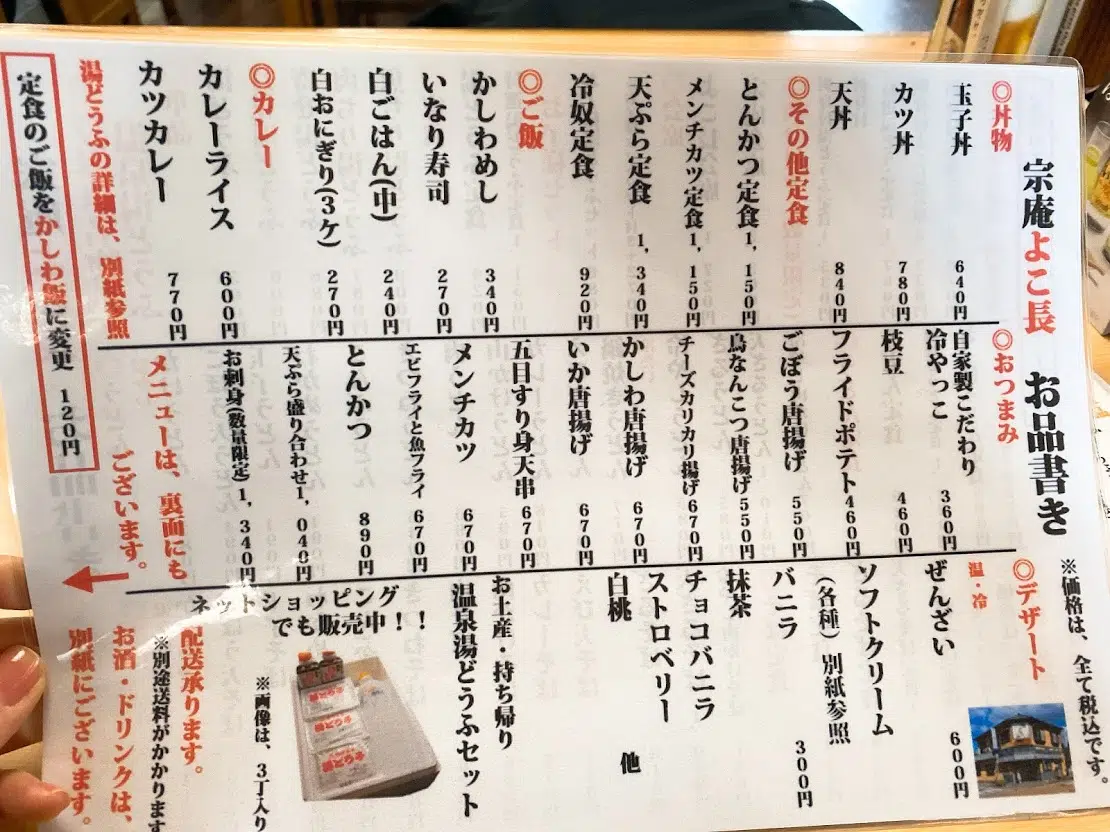 宗庵よこ長 お品書き
※価格は、全て税込です。
◎丼物
玉子丼 640円
カツ丼 780円
天丼 840円
◎その他定食
とんかつ定食 1,150円
メンチカツ定食 1,150円
天ぷら定食 1,340円
冷奴定食 920円
◎ご飯
かしわめし 340円
いなり寿司 270円
白ごはん(中) 240円
白おにぎり(3ケ) 270円
◎カレー
カレーライス 600円
カツカレー 770円
湯どうふの詳細は、別紙参照
定食のご飯をかしわ飯に変更 120円
◎おつまみ
自家製こだわり
冷やっこ 360円
枝豆 460円
フライドポテト 460円
ごぼう唐揚げ 550円
鳥なんこつ唐揚げ 550円
チーズカリカリ揚げ 670円
かしわ唐揚げ 670円
いか唐揚げ 670円
五目すり身天串 670円
メンチカツ 670円
エビフライと魚フライ 670円
とんかつ 890円
天ぷら盛り合わせ 1,040円
お刺身(数量限定) 1,340円
メニューは、裏面にも
ございます。
◎デザート
温・冷
ぜんざい 600円
ソフトクリーム
(各種)別紙参照
バニラ 300円
抹茶
チョコバニラ
ストロベリー
白桃 他
お土産・持ち帰り
温泉湯どうふセット
ネットショッピング
でも販売中!!
※画像は、3丁入り
配送承ります。
※別途送料がかかります
お酒・ドリンクは、
別紙にございます。